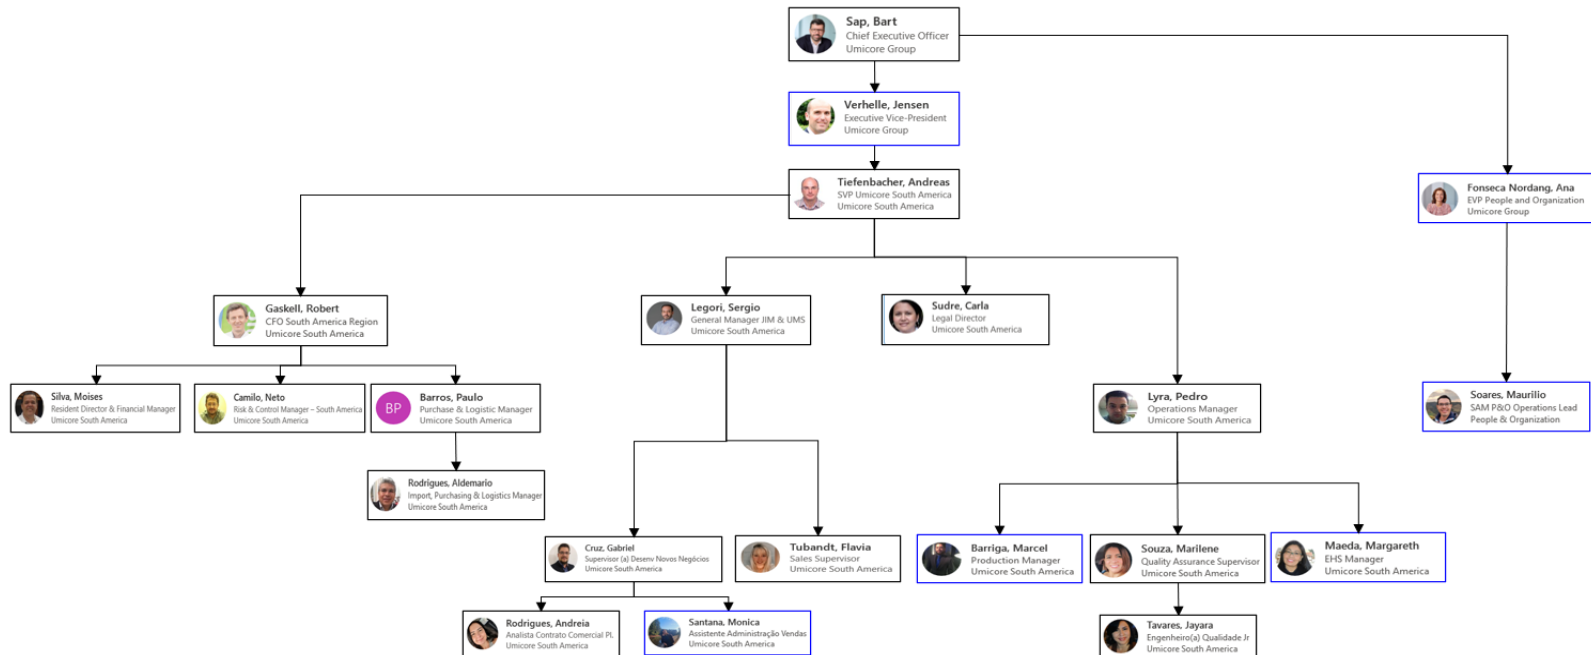 Sap, Bart
Chief Executive Officer
Umicore Group
Verhelle, Jensen
Executive Vice-President
Umicore Group
Tiefenbacher, Andreas
SVP Umicore South America
Umicore South America
Fonseca Nordang, Ana
EVP People and Organization
Umicore Group
Gaskell, Robert
CFO South America Region
Umicore South America
Legori, Sergio
General Manager JIM & UMS
Umicore South America
Sudre, Carla
Legal Director
Umicore South America
Silva, Moises
Resident Director & Financial Manager
Umicore South America
Camilo, Neto
Risk & Control Manager – South America
Umicore South America
BP
Barros, Paulo
Purchase & Logistic Manager
Umicore South America
Lyra, Pedro
Operations Manager
Umicore South America
Soares, Maurilio
SAM P&O Operations Lead
People & Organization
Rodrigues, Aldemario
Import, Purchasing & Logistics Manager
Umicore South America
Cruz, Gabriel
Supervisor (a) Desenv Novos Negócios
Umicore South America
Tubandt, Flavia
Sales Supervisor
Umicore South America
Barriga, Marcel
Production Manager
Umicore South America
Souza, Marilene
Quality Assurance Supervisor
Umicore South America
Maeda, Margareth
EHS Manager
Umicore South America
Rodrigues, Andreia
Analista Contrato Comercial PL
Umicore South America
Santana, Monica
Assistente Administração Vendas
Umicore South America
Tavares, Jayara
Engenheiro(a) Qualidade Jr
Umicore South America